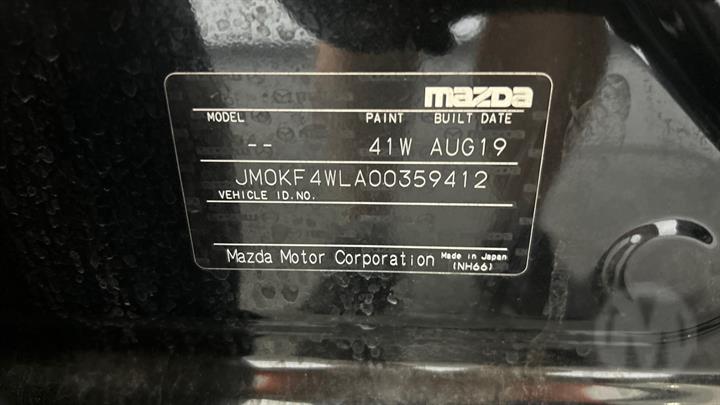 mazda
MODEL PAINT BUILT DATE
-- 41W AUG19
JM0KF4WLA00359412
VEHICLE ID.NO.
Mazda Motor Corporation Made in Japan
(NH66)
M